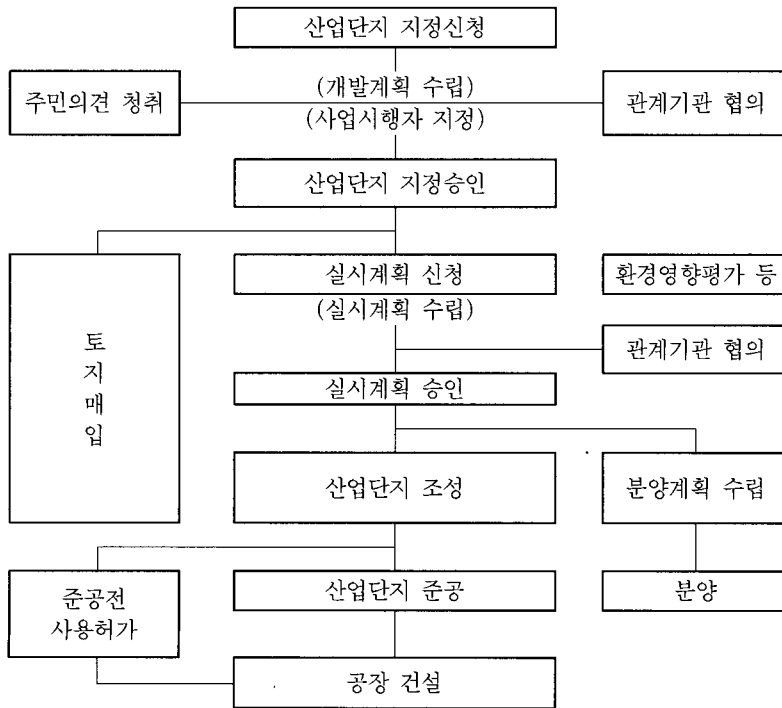 산업단지 지정신청
주민의견 청취
(개발계획 수립)
(사업시행자 지정)
관계기관 협의
산업단지 지정승인
토
지
매
입
실시계획 신청
(실시계획 수립)
환경영향평가 등
관계기관 협의
실시계획 승인
산업단지 조성
분양계획 수립
준공전
사용허가
산업단지 준공
분양
공장 건설